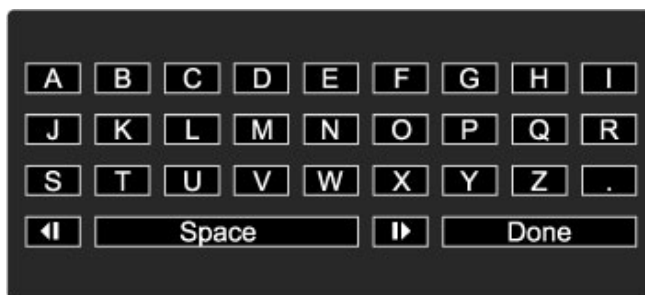 A B C D E F G H I
J K L M N O P Q R
S T U V W X Y Z .
Space Done